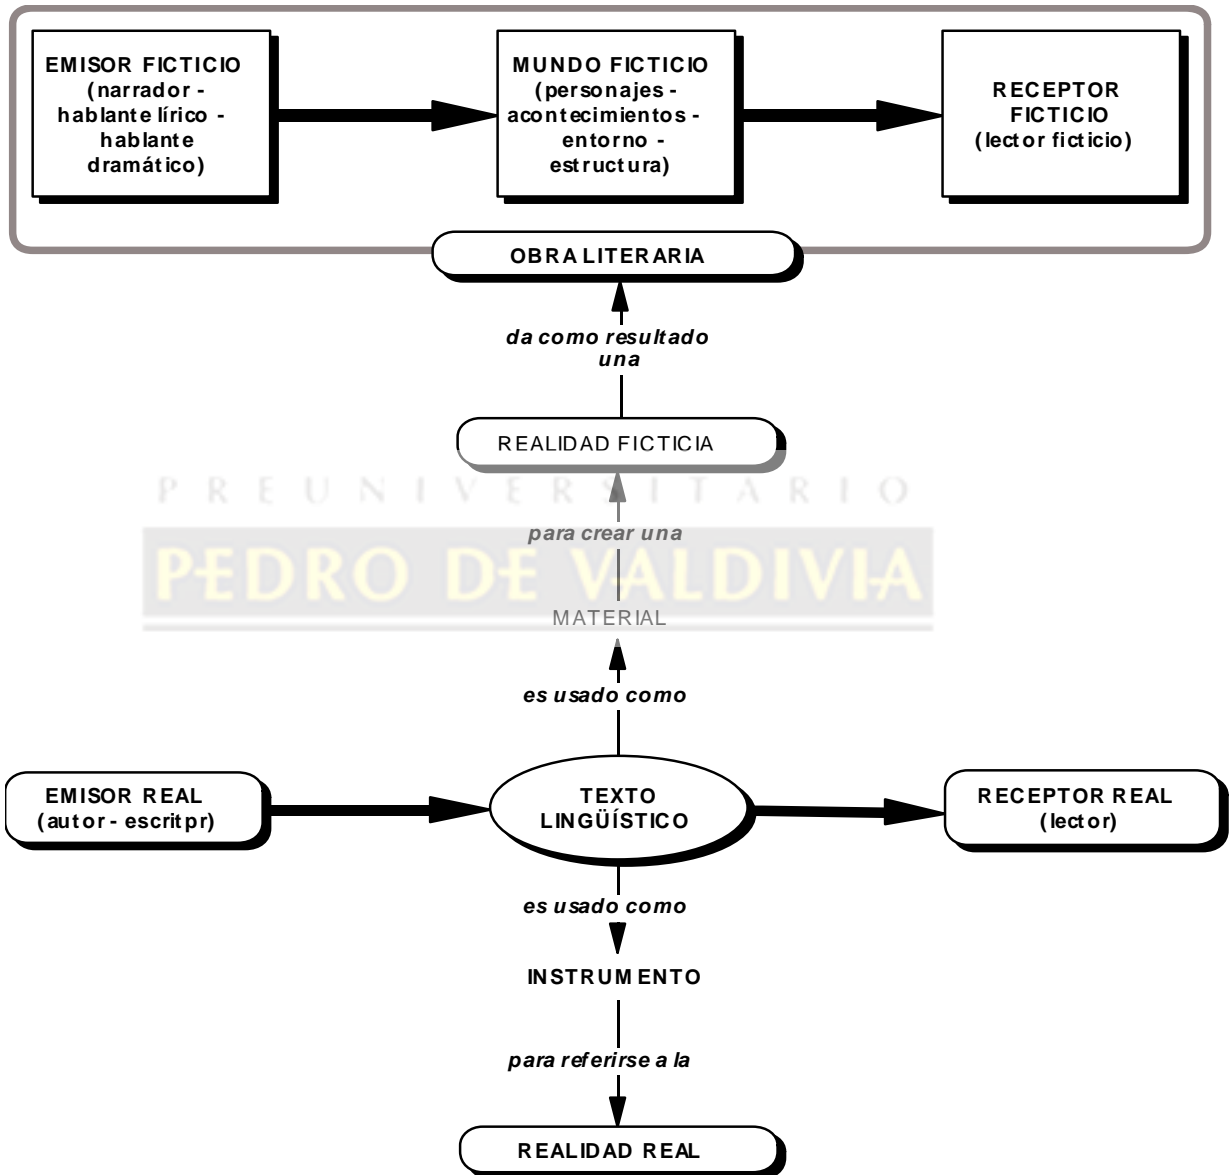 EMISOR FICTICIO
(narrador -
hablante lírico -
hablante
dramático)
MUNDO FICTICIO
(personajes -
acontecimientos -
entorno -
estructura)
RECEPTOR
FICTICIO
(lector ficticio)
OBRA LITERARIA
da como resultado
una
REALIDAD FICTICIA
PREUNIVERSITARIO
para crear una
PEDRO DE VALDIVIA
MATERIAL
es usado como
EMISOR REAL
(autor - escritpr)
TEXTO
LINGÜÍSTICO
RECEPTOR REAL
(lector)
es usado como
INSTRUMENTO
para referirse a la
REALIDAD REAL